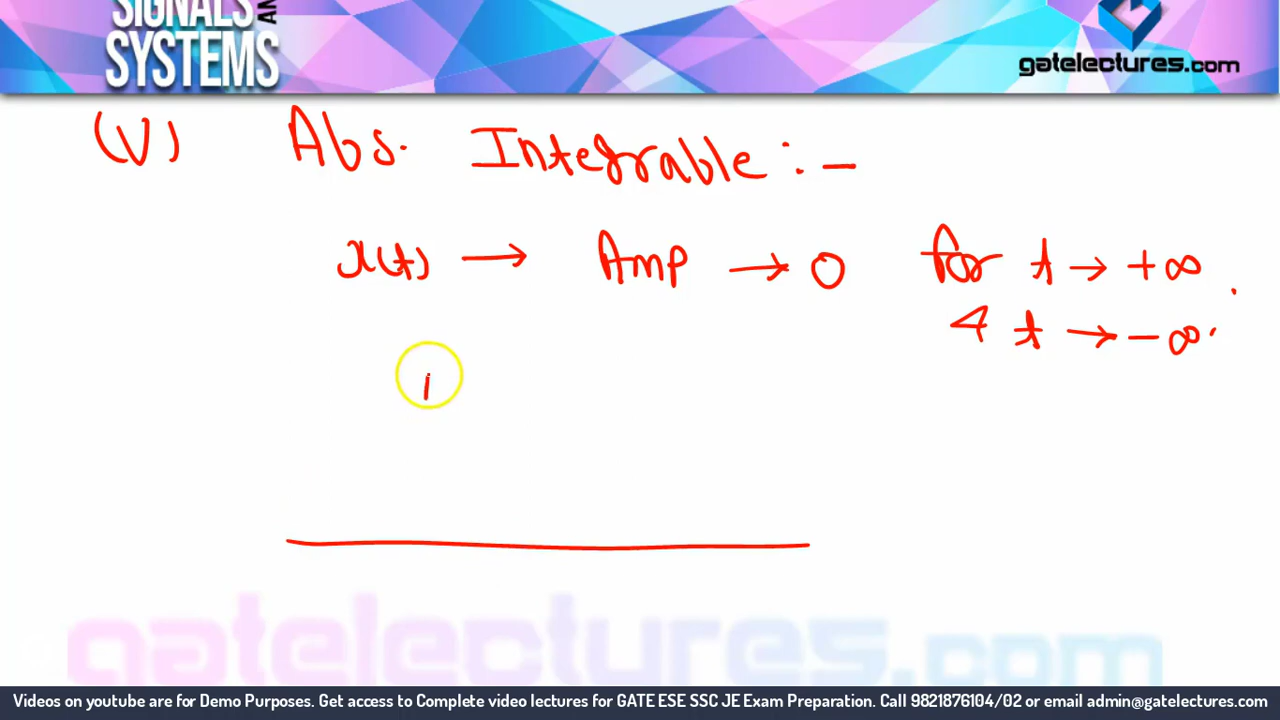 SIGNALS AND
SYSTEMS
gatelectures.com
(V) Abs. Integrable :-
x(t) → Amp → 0 for t → +∞
& t → -∞.
gatelectures.com
Videos on youtube are for Demo Purposes. Get access to Complete video lectures for GATE ESE SSC JE Exam Preparation. Call 9821876104/02 or email admin@gatelectures.com